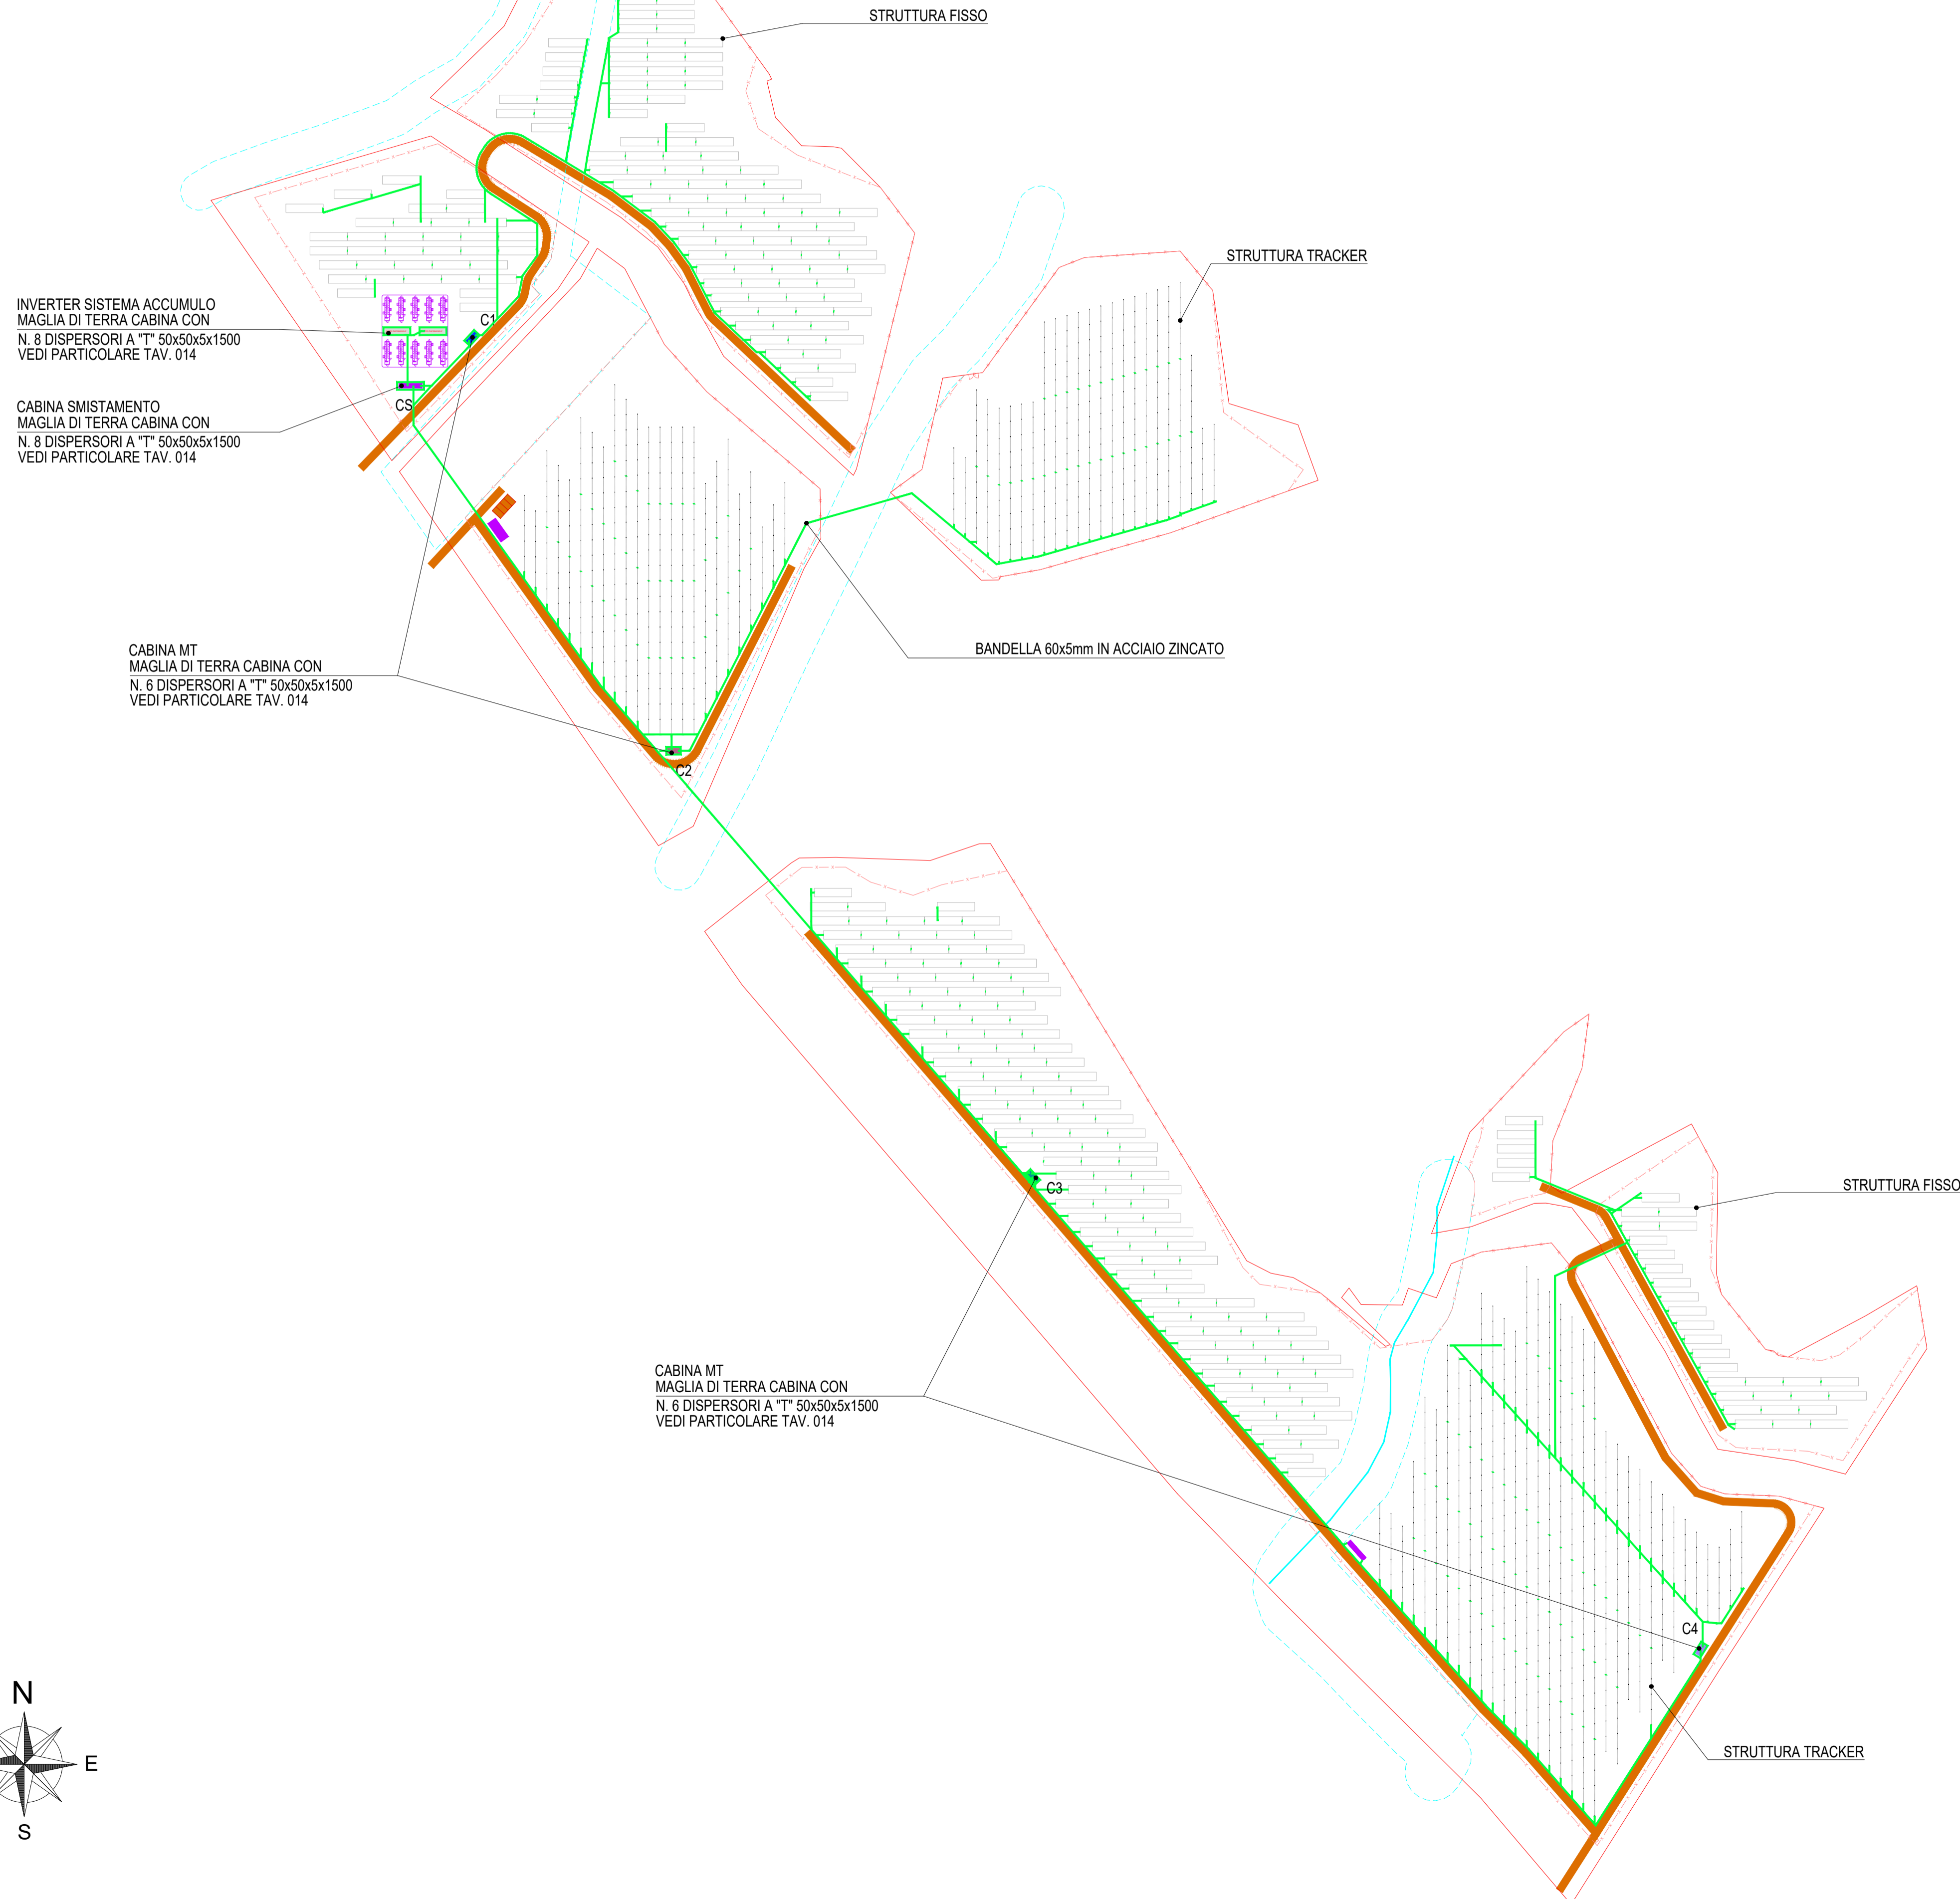 STRUTTURA FISSO
STRUTTURA TRACKER
INVERTER SISTEMA ACCUMULO
MAGLIA DI TERRA CABINA CON
N. 8 DISPERSORI A "T" 50x50x5x1500
VEDI PARTICOLARE TAV. 014
C1
CABINA SMISTAMENTO
MAGLIA DI TERRA CABINA CON
N. 8 DISPERSORI A "T" 50x50x5x1500
VEDI PARTICOLARE TAV. 014
CS
CABINA MT
MAGLIA DI TERRA CABINA CON
N. 6 DISPERSORI A "T" 50x50x5x1500
VEDI PARTICOLARE TAV. 014
BANDELLA 60x5mm IN ACCIAIO ZINCATO
C2
C3
STRUTTURA FISSO
CABINA MT
MAGLIA DI TERRA CABINA CON
N. 6 DISPERSORI A "T" 50x50x5x1500
VEDI PARTICOLARE TAV. 014
C4
STRUTTURA TRACKER
N
E
S